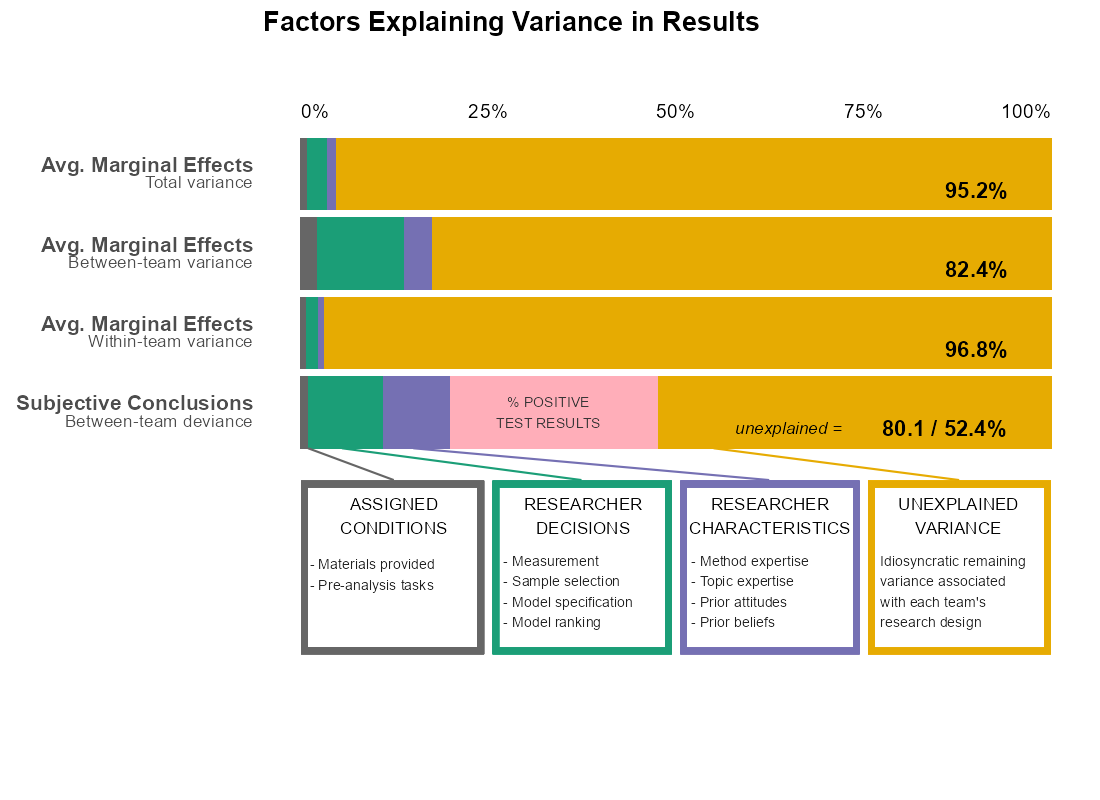 Factors Explaining Variance in Results
0% 25% 50% 75% 100%
Avg. Marginal Effects
Total variance
95.2%
Avg. Marginal Effects
Between-team variance
82.4%
Avg. Marginal Effects
Within-team variance
96.8%
Subjective Conclusions
Between-team deviance
% POSITIVE
TEST RESULTS
unexplained = 80.1 / 52.4%
ASSIGNED
CONDITIONS
- Materials provided
- Pre-analysis tasks
RESEARCHER
DECISIONS
- Measurement
- Sample selection
- Model specification
- Model ranking
RESEARCHER
CHARACTERISTICS
- Method expertise
- Topic expertise
- Prior attitudes
- Prior beliefs
UNEXPLAINED
VARIANCE
Idiosyncratic remaining
variance associated
with each team's
research design